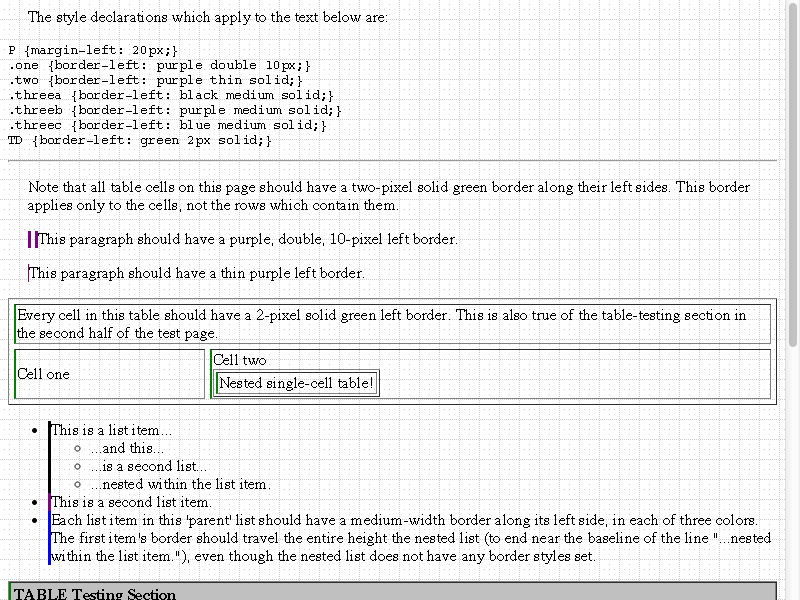 The style declarations which apply to the text below are:
P {margin-left: 20px;}
.one {border-left: purple double 10px;}
.two {border-left: purple thin solid;}
.threea {border-left: black medium solid;}
.threeb {border-left: purple medium solid;}
.threec {border-left: blue medium solid;}
TD {border-left: green 2px solid;}
Note that all table cells on this page should have a two-pixel solid green border along their left sides. This border
applies only to the cells, not the rows which contain them.
This paragraph should have a purple, double, 10-pixel left border.
This paragraph should have a thin purple left border.
Every cell in this table should have a 2-pixel solid green left border. This is also true of the table-testing section in
the second half of the test page.
Cell one
Cell two
Nested single-cell table!
This is a list item...
...and this...
...is a second list...
...nested within the list item.
This is a second list item.
Each list item in this 'parent' list should have a medium-width border along its left side, in each of three colors.
The first item's border should travel the entire height the nested list (to end near the baseline of the line "...nested
within the list item."), even though the nested list does not have any border styles set.
TABLE Testing Section